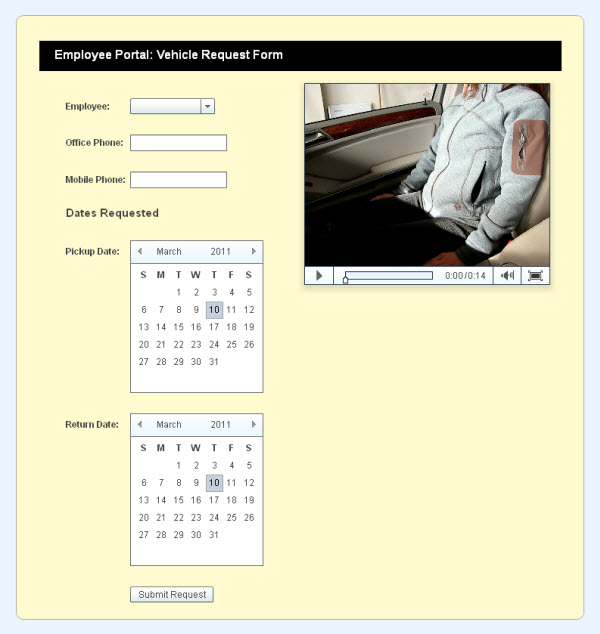 Employee Portal: Vehicle Request Form
Employee:
Office Phone:
Mobile Phone:
Dates Requested
Pickup Date:
March 2011
S M T W T F S
1 2 3 4 5
6 7 8 9 10 11 12
13 14 15 16 17 18 19
20 21 22 23 24 25 26
27 28 29 30 31
Return Date:
March 2011
S M T W T F S
1 2 3 4 5
6 7 8 9 10 11 12
13 14 15 16 17 18 19
20 21 22 23 24 25 26
27 28 29 30 31
Submit Request
0:00/0:14